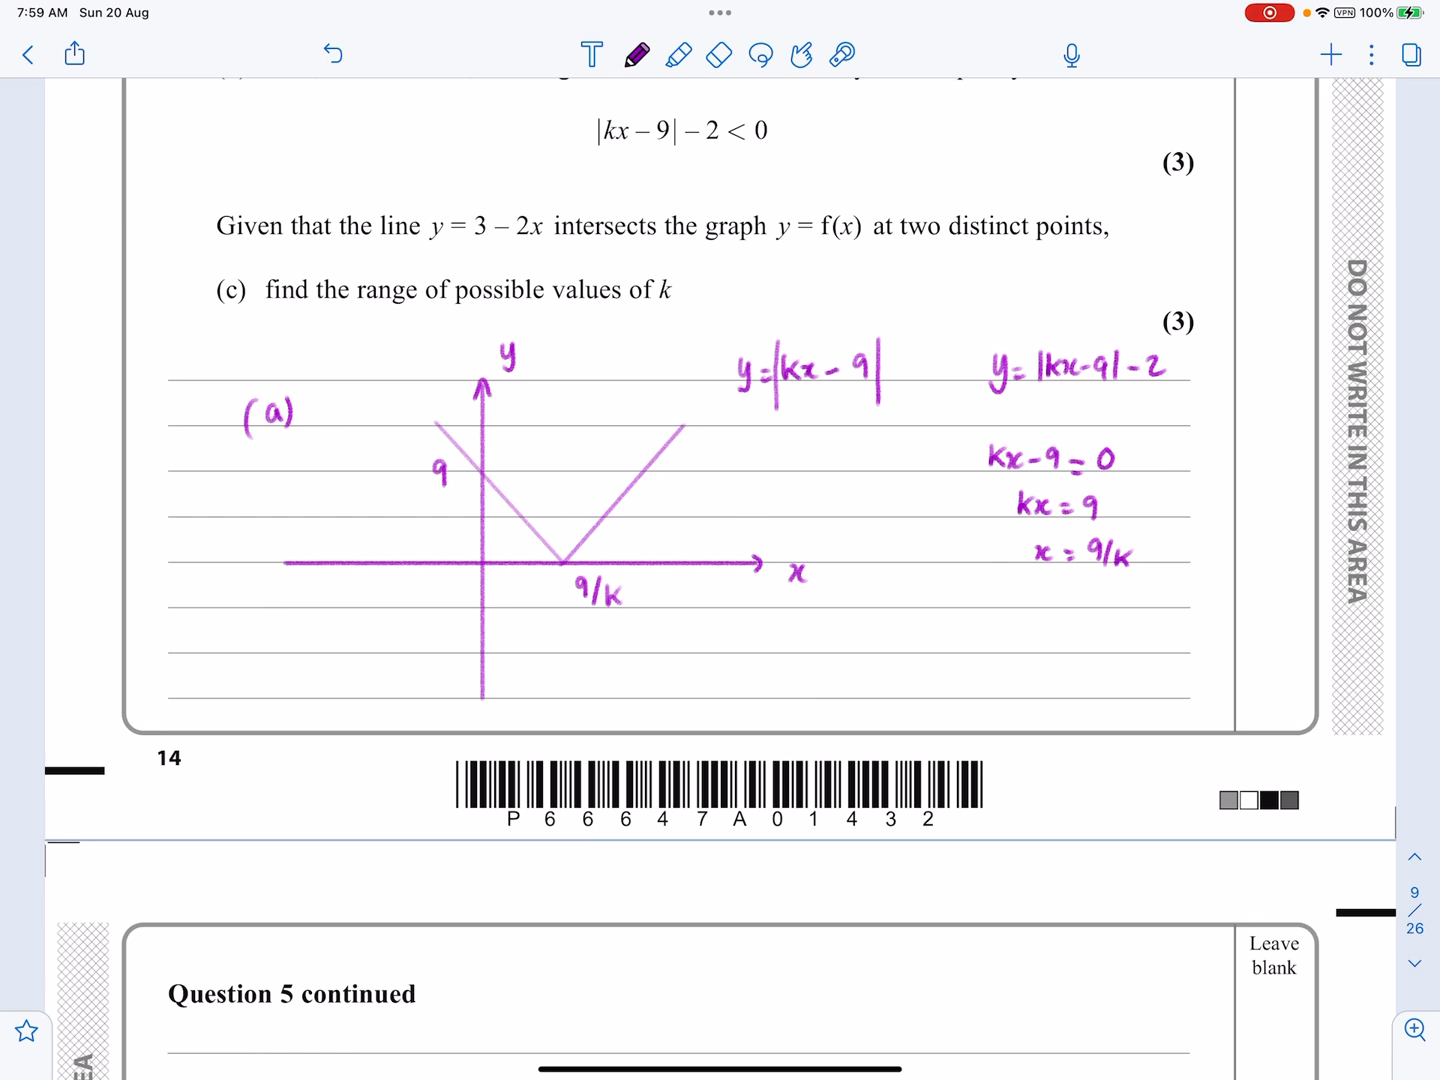 7:59 AM Sun 20 Aug
VPN 100%
|kx – 9| – 2 < 0
(3)
Given that the line y = 3 – 2x intersects the graph y = f(x) at two distinct points,
(c) find the range of possible values of k
(3)
y
y = |kx - 9|
y = |kx - 9| - 2
(a)
9
kx - 9 = 0
kx = 9
x = 9/k
x
9/k
DO NOT WRITE IN THIS AREA
14
P 6 6 6 4 7 A 0 1 4 3 2
9
/
26
Leave
blank
Question 5 continued
EA